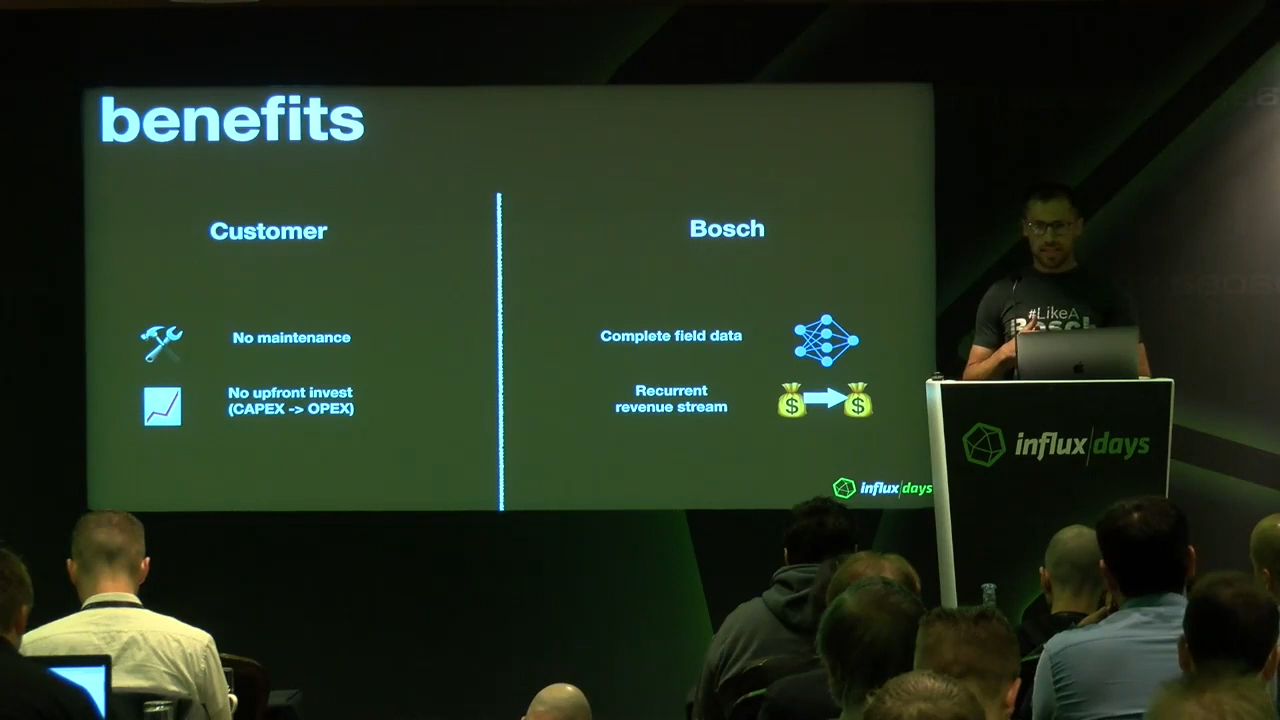 benefits
Customer
Bosch
No maintenance
Complete field data
No upfront invest
(CAPEX -> OPEX)
Recurrent
revenue stream
influx|days
#LikeA
Bosch
influx|days